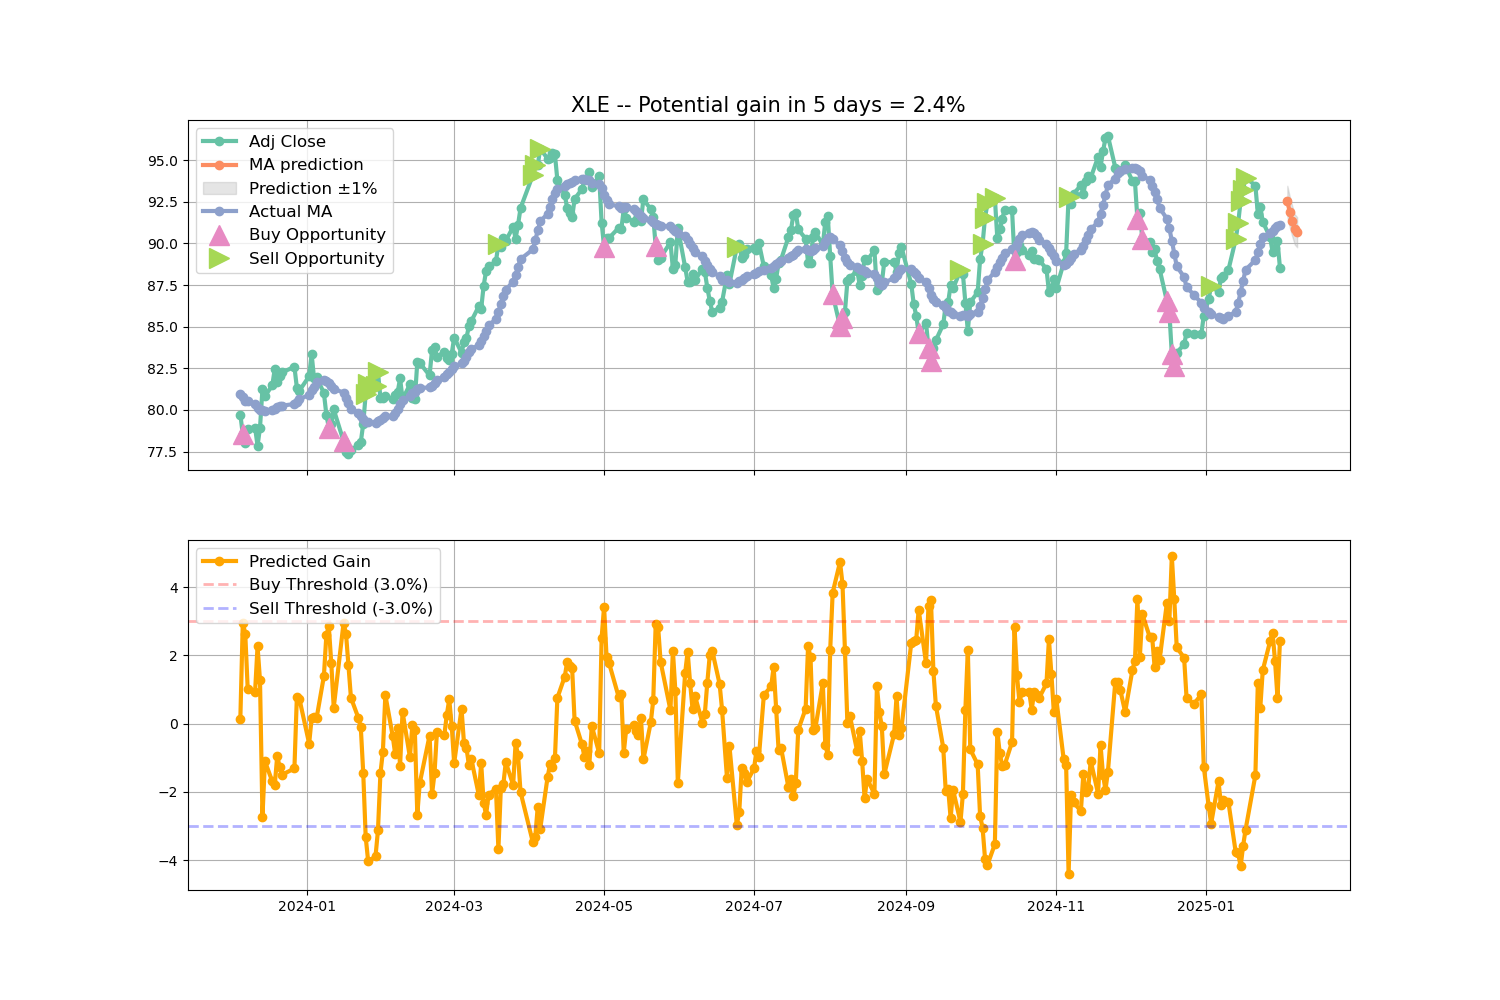 XLE -- Potential gain in 5 days = 2.4%
Adj Close
MA prediction
Prediction ±1%
Actual MA
Buy Opportunity
Sell Opportunity
95.0
92.5
90.0
87.5
85.0
82.5
80.0
77.5
Predicted Gain
Buy Threshold (3.0%)
Sell Threshold (-3.0%)
4
2
0
−2
−4
2024-01
2024-03
2024-05
2024-07
2024-09
2024-11
2025-01